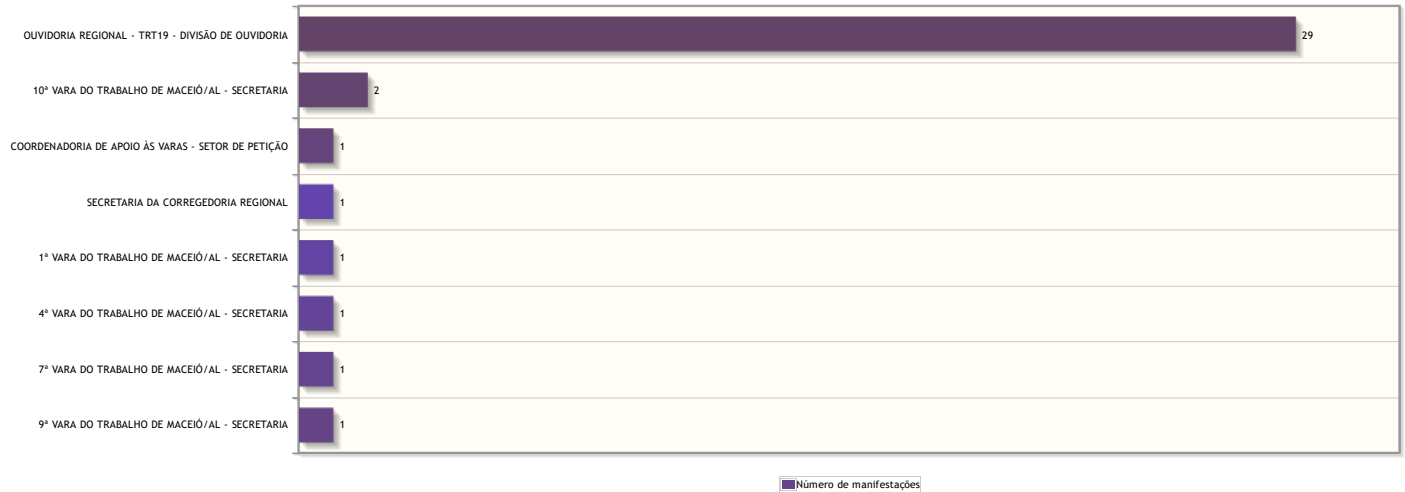 OUVIDORIA REGIONAL - TRT19 - DIVISÃO DE OUVIDORIA
29
10ª VARA DO TRABALHO DE MACEIÓ/AL - SECRETARIA
2
COORDENADORIA DE APOIO ÀS VARAS - SETOR DE PETIÇÃO
1
SECRETARIA DA CORREGEDORIA REGIONAL
1
1ª VARA DO TRABALHO DE MACEIÓ/AL - SECRETARIA
1
4ª VARA DO TRABALHO DE MACEIÓ/AL - SECRETARIA
1
7ª VARA DO TRABALHO DE MACEIÓ/AL - SECRETARIA
1
9ª VARA DO TRABALHO DE MACEIÓ/AL - SECRETARIA
1
Número de manifestações